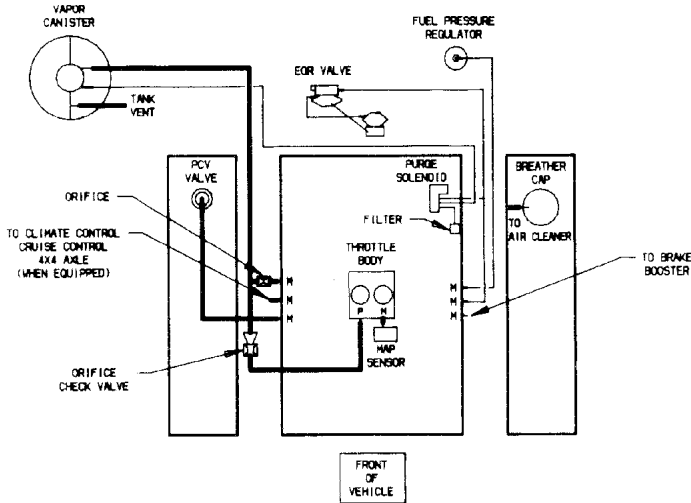 VAPOR
CANISTER
TANK
VENT
FUEL PRESSURE
REGULATOR
EGR VALVE
PCV
VALVE
ORIFICE
TO CLIMATE CONTROL
CRUISE CONTROL
4X4 AXLE
(WHEN EQUIPPED)
ORIFICE
CHECK VALVE
PURGE
SOLENOID
FILTER
THROTTLE
BODY
P
M
MAP
SENSOR
M
M
M
M
M
M
BREATHER
CAP
TO
AIR CLEANER
TO BRAKE
BOOSTER
FRONT
OF
VEHICLE